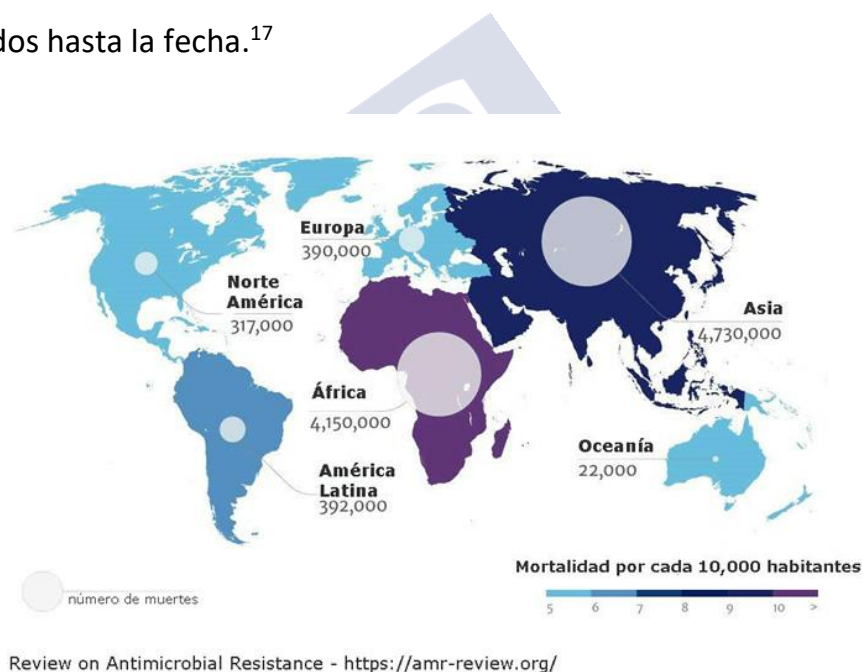 dos hasta la fecha.17
Europa
390,000
Norte
América
317,000
Asia
4,730,000
África
4,150,000
Oceanía
22,000
América
Latina
392,000
Mortalidad por cada 10,000 habitantes
5 6 7 8 9 10 >
número de muertes
Review on Antimicrobial Resistance - https://amr-review.org/